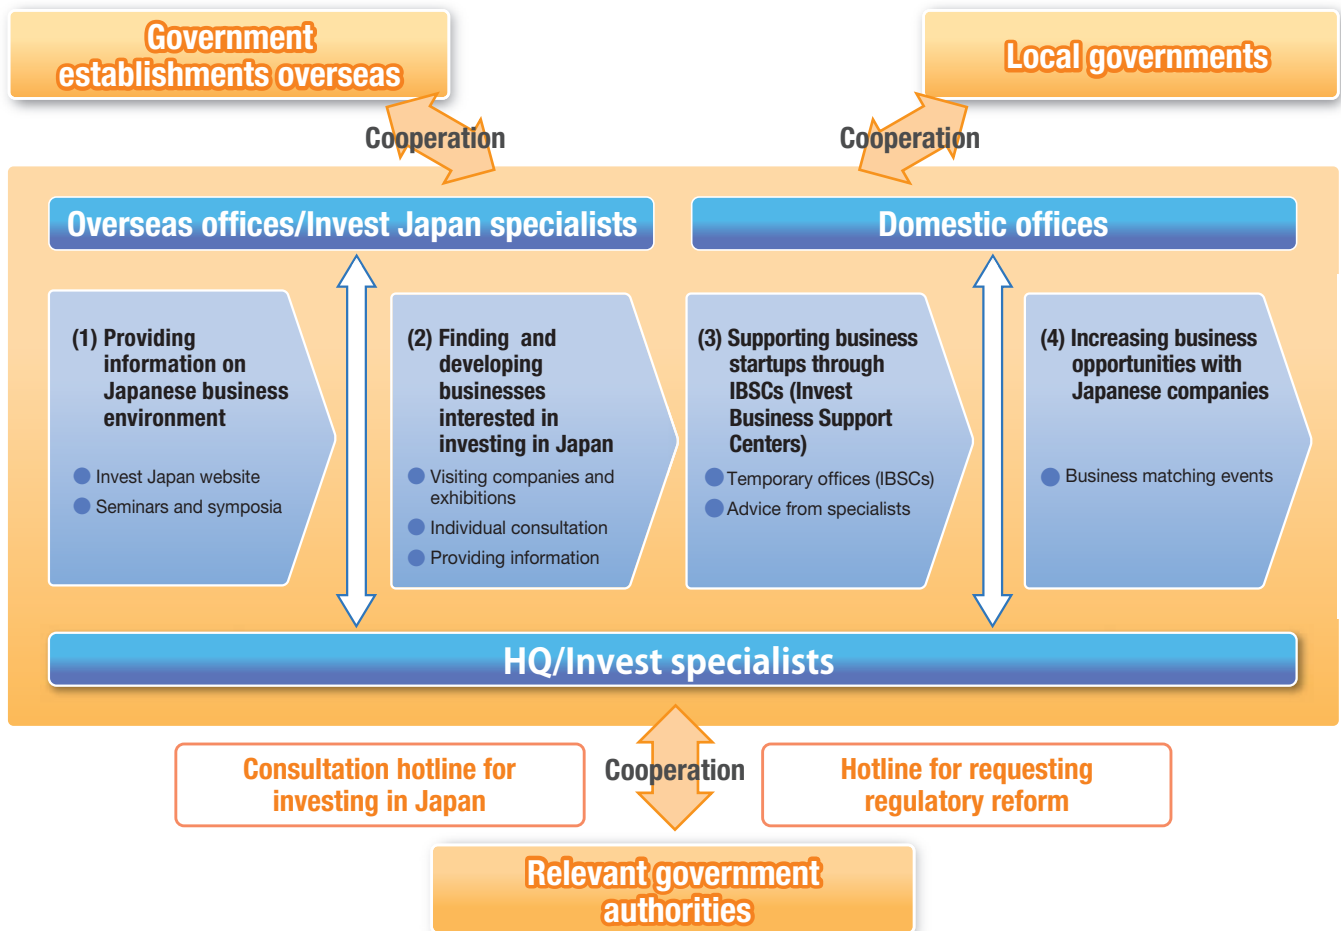 Government
establishments overseas
Local governments
Cooperation
Cooperation
Overseas offices/Invest Japan specialists
Domestic offices
(1) Providing
information on
Japanese business
environment
Invest Japan website
Seminars and symposia
(2) Finding and
developing
businesses
interested in
investing in Japan
Visiting companies and
exhibitions
Individual consultation
Providing information
(3) Supporting business
startups through
IBSCs (Invest
Business Support
Centers)
Temporary offices (IBSCs)
Advice from specialists
(4) Increasing business
opportunities with
Japanese companies
Business matching events
HQ/Invest specialists
Consultation hotline for
investing in Japan
Cooperation
Hotline for requesting
regulatory reform
Relevant government
authorities